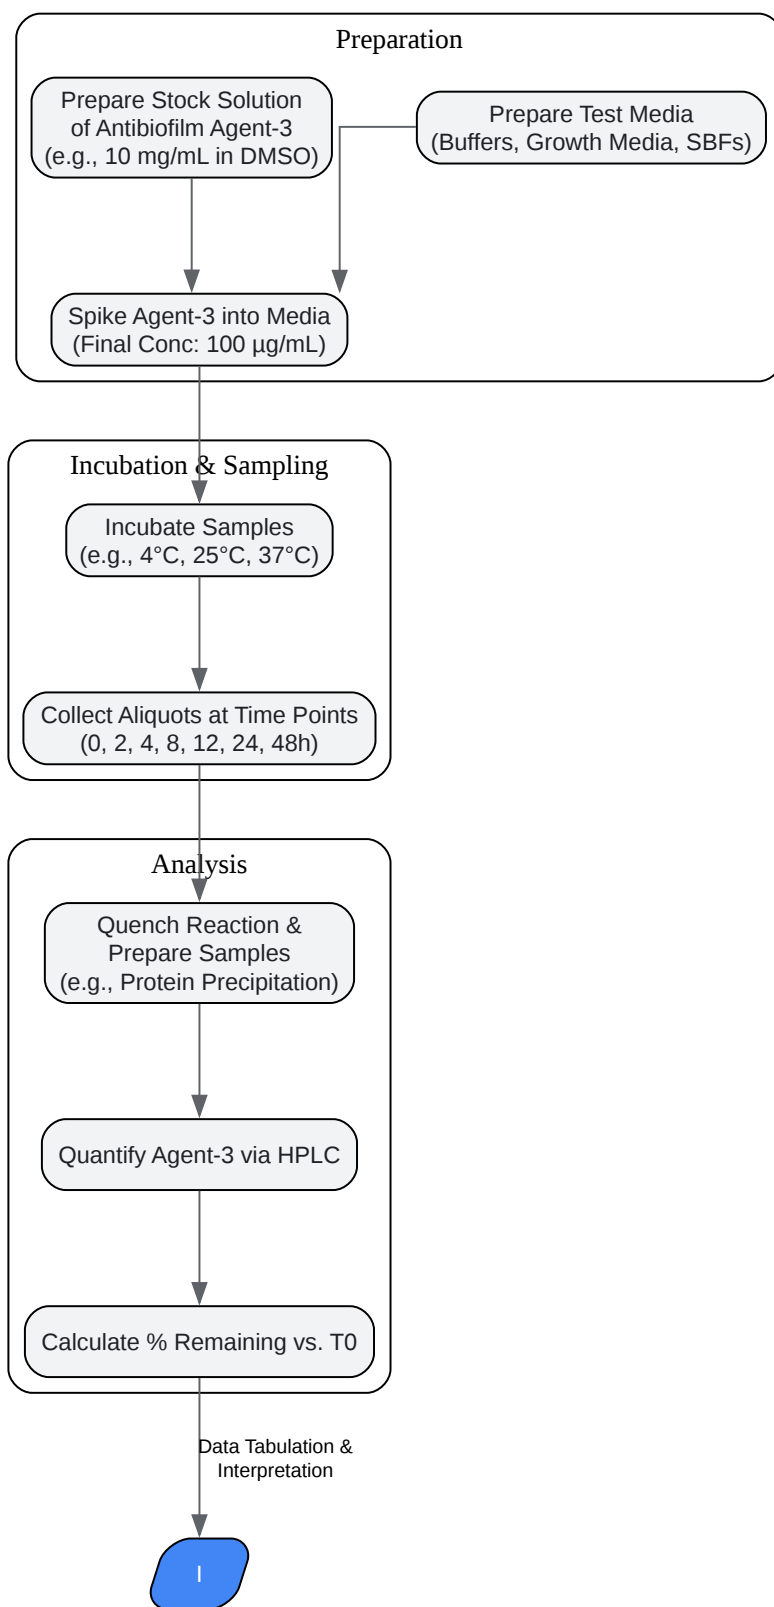 Preparation
Prepare Stock Solution
of Antibiofilm Agent-3
(e.g., 10 mg/mL in DMSO)
Prepare Test Media
(Buffers, Growth Media, SBFs)
Spike Agent-3 into Media
(Final Conc: 100 µg/mL)
Incubation & Sampling
Incubate Samples
(e.g., 4°C, 25°C, 37°C)
Collect Aliquots at Time Points
(0, 2, 4, 8, 12, 24, 48h)
Analysis
Quench Reaction &
Prepare Samples
(e.g., Protein Precipitation)
Quantify Agent-3 via HPLC
Calculate % Remaining vs. T0
Data Tabulation &
Interpretation
I